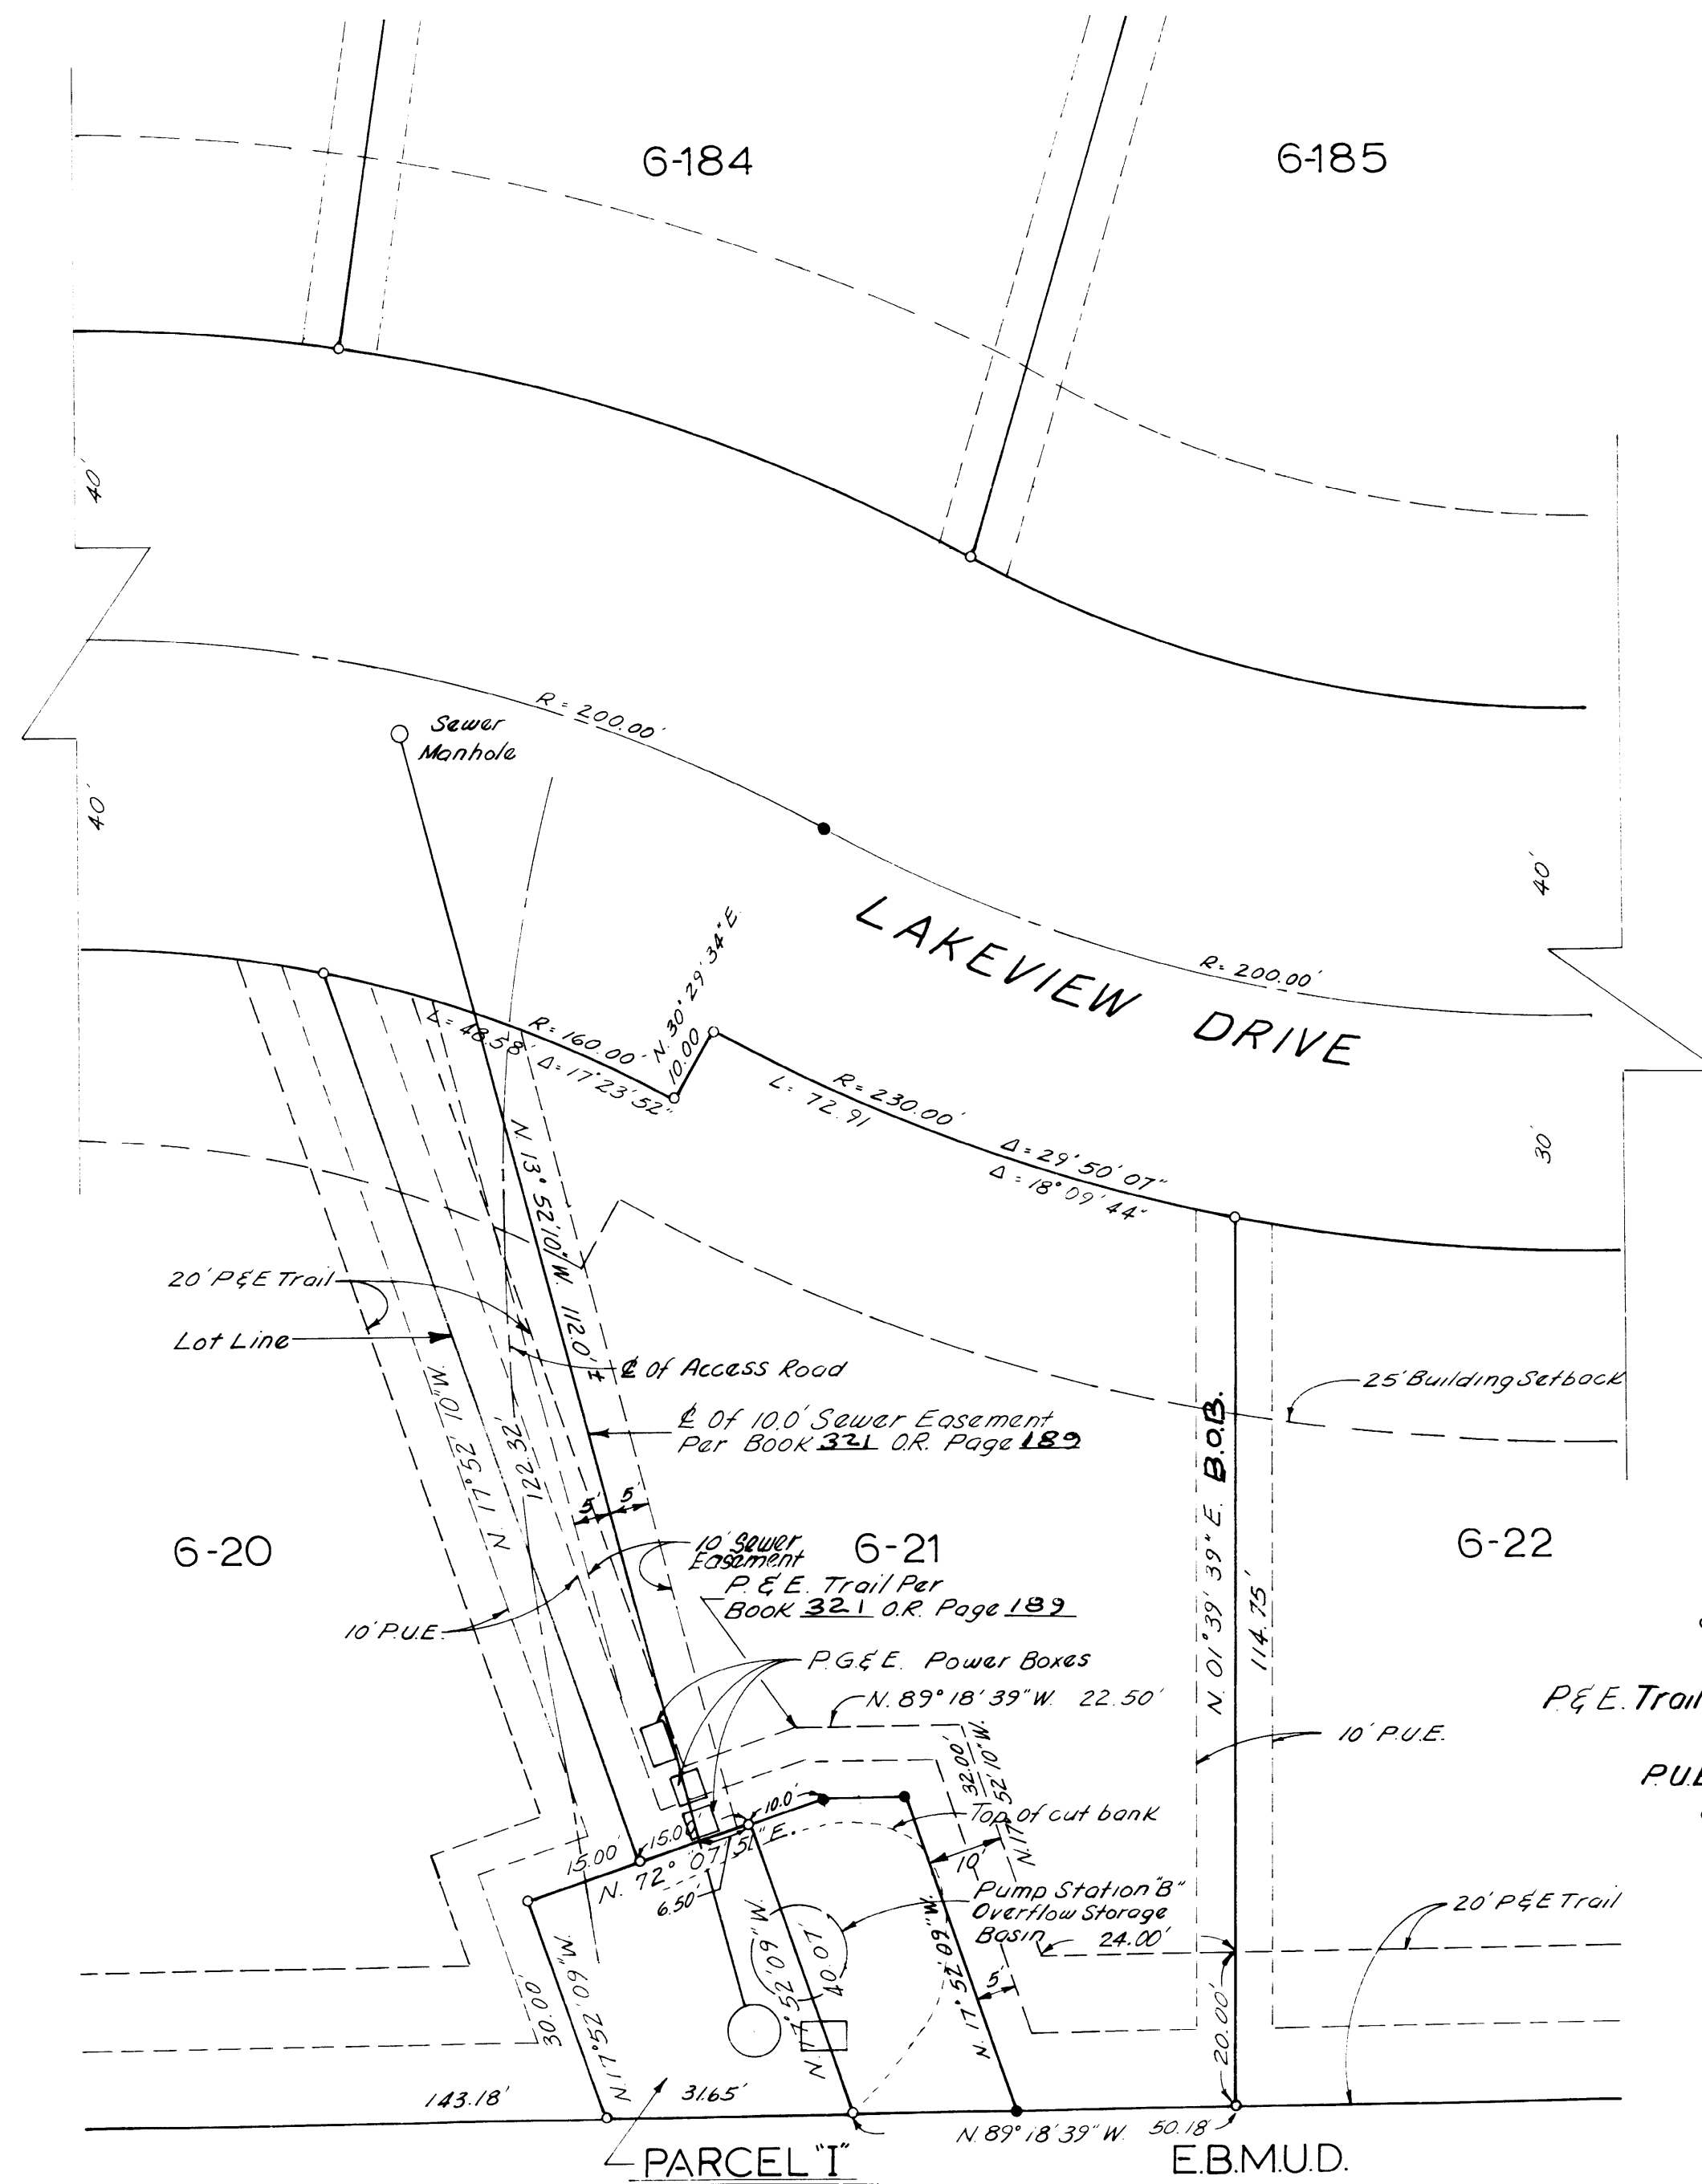 6-184
6-185
40'
40'
R = 200.00'
Sewer
Manhole
40'
LAKEVIEW DRIVE
R = 200.00'
30'
N. 30° 29' 34" E.
10.00
R = 160.00'
48.58'
Δ = 17° 23' 52"
R = 230.00'
L = 72.91
Δ = 29° 50' 07"
Δ = 18° 09' 44"
N. 13° 52' 01" W. 112.0' ±
20' P&E Trail
Lot Line
N 17° 52' 10" W.
122.32'
℄ Of Access Road
25' Building Setback
℄ Of 10.0' Sewer Easement
Per Book 321 O.R. Page 189
B.O.B.
N. 01° 39' 39" E.
114.75'
5' 5'
6-20
6-21
6-22
10' Sewer
Easement
P. & E. Trail Per
Book 321 O.R. Page 189
10' P.U.E.
P.G.& E. Power Boxes
N. 89° 18' 39" W. 22.50'
P.& E. Trail
10' P.U.E.
32.00'
N. 17° 52' 10" W.
Top of cut bank
10.0'
15.00'
15.00'
N. 72° 07' 51" E.
6.50'
10'
Pump Station "B"
Overflow Storage
Basin
24.00'
20' P&E Trail
30.00'
N. 17° 52' 09" W.
40.07'
N. 17° 52' 09" W.
5'
20.00'
143.18'
31.65'
N. 89° 18' 39" W. 50.18'
PARCEL "I"
E.B.M.U.D.